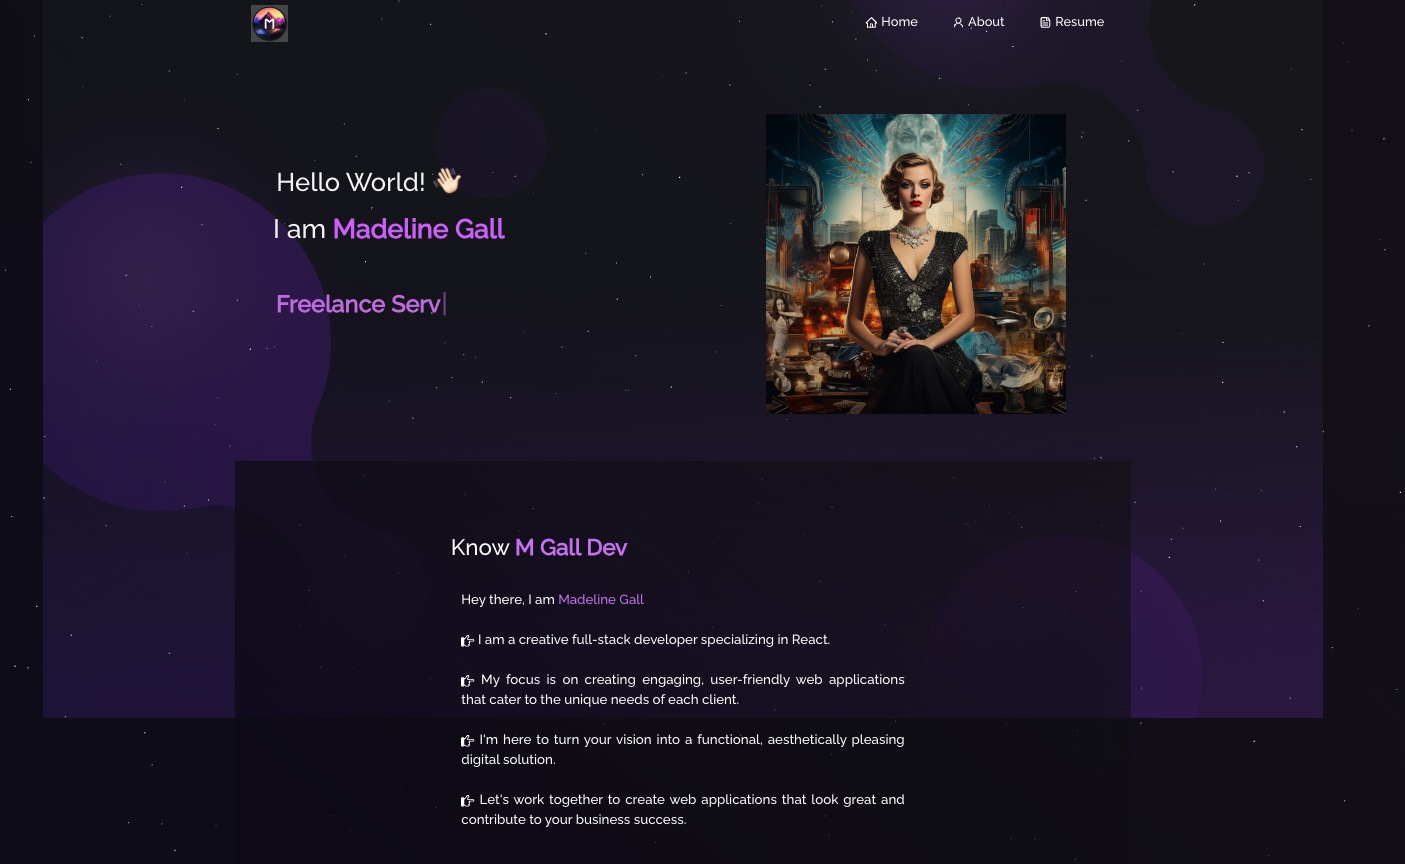 M
Home About Resume
Hello World! 👋🏻
I am Madeline Gall
Freelance Serv|
Know M Gall Dev
Hey there, I am Madeline Gall
I am a creative full-stack developer specializing in React.
My focus is on creating engaging, user-friendly web applications
that cater to the unique needs of each client.
I'm here to turn your vision into a functional, aesthetically pleasing
digital solution.
Let's work together to create web applications that look great and
contribute to your business success.